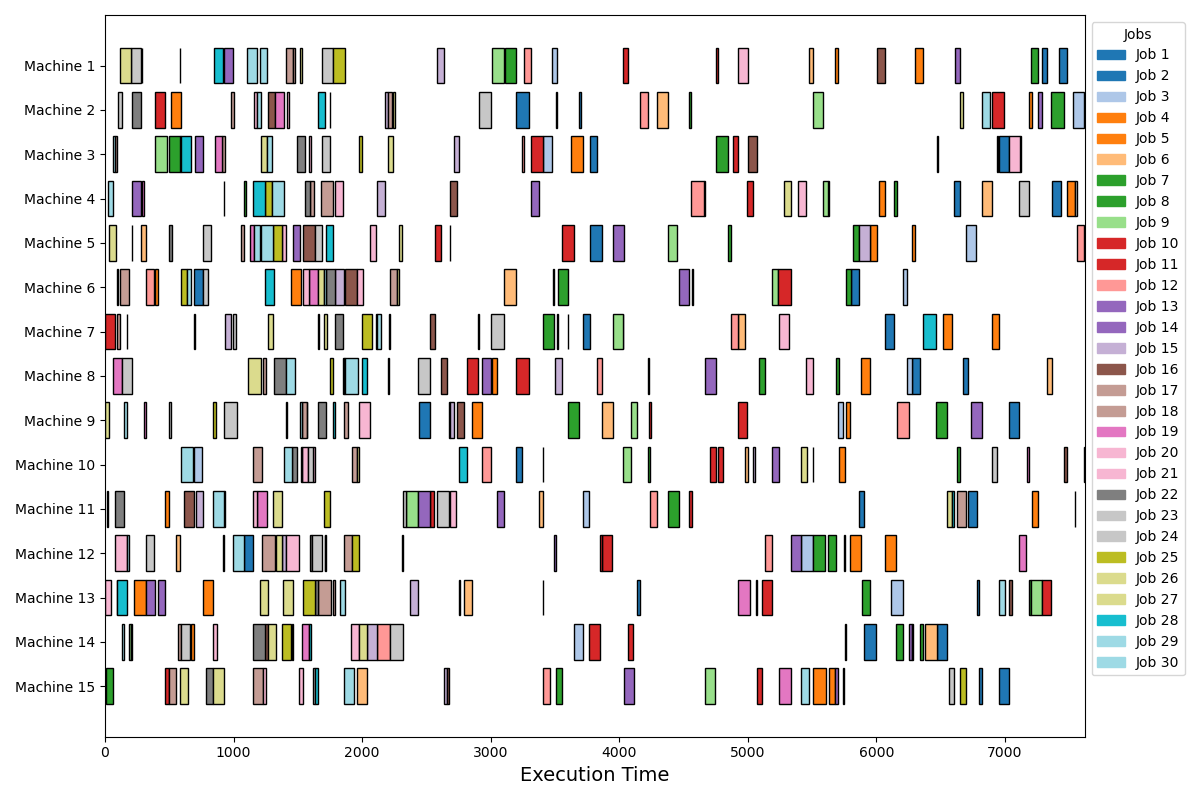 Machine 1
Machine 2
Machine 3
Machine 4
Machine 5
Machine 6
Machine 7
Machine 8
Machine 9
Machine 10
Machine 11
Machine 12
Machine 13
Machine 14
Machine 15
0 1000 2000 3000 4000 5000 6000 7000
Execution Time
Jobs
Job 1
Job 2
Job 3
Job 4
Job 5
Job 6
Job 7
Job 8
Job 9
Job 10
Job 11
Job 12
Job 13
Job 14
Job 15
Job 16
Job 17
Job 18
Job 19
Job 20
Job 21
Job 22
Job 23
Job 24
Job 25
Job 26
Job 27
Job 28
Job 29
Job 30